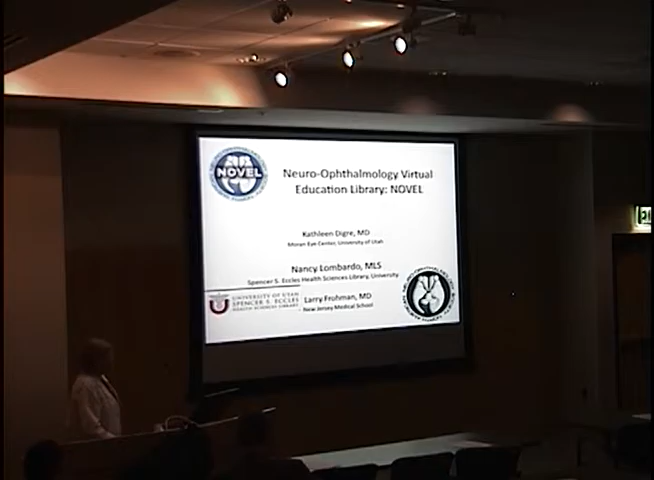 NOVEL
Neuro-Ophthalmology Virtual
Education Library: NOVEL
Kathleen Digre, MD
Moran Eye Center, University of Utah
Nancy Lombardo, MLS
Spencer S. Eccles Health Sciences Library, University
UNIVERSITY OF UTAH
SPENCER S. ECCLES
HEALTH SCIENCES LIBRARY
Larry Frohman, MD
New Jersey Medical School